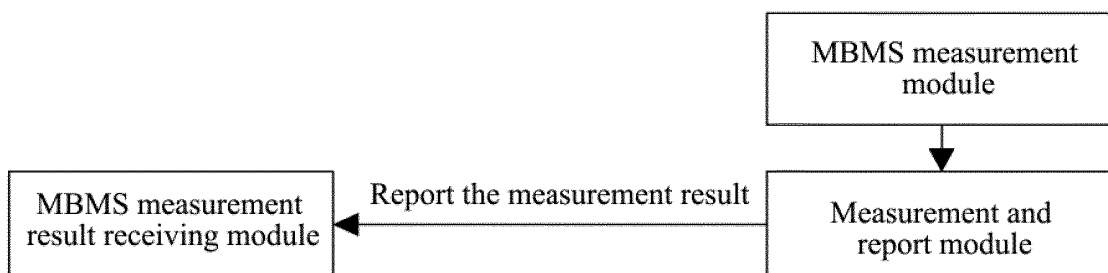 MBMS measurement
module
Report the measurement result
MBMS measurement
result receiving module
Measurement and
report module